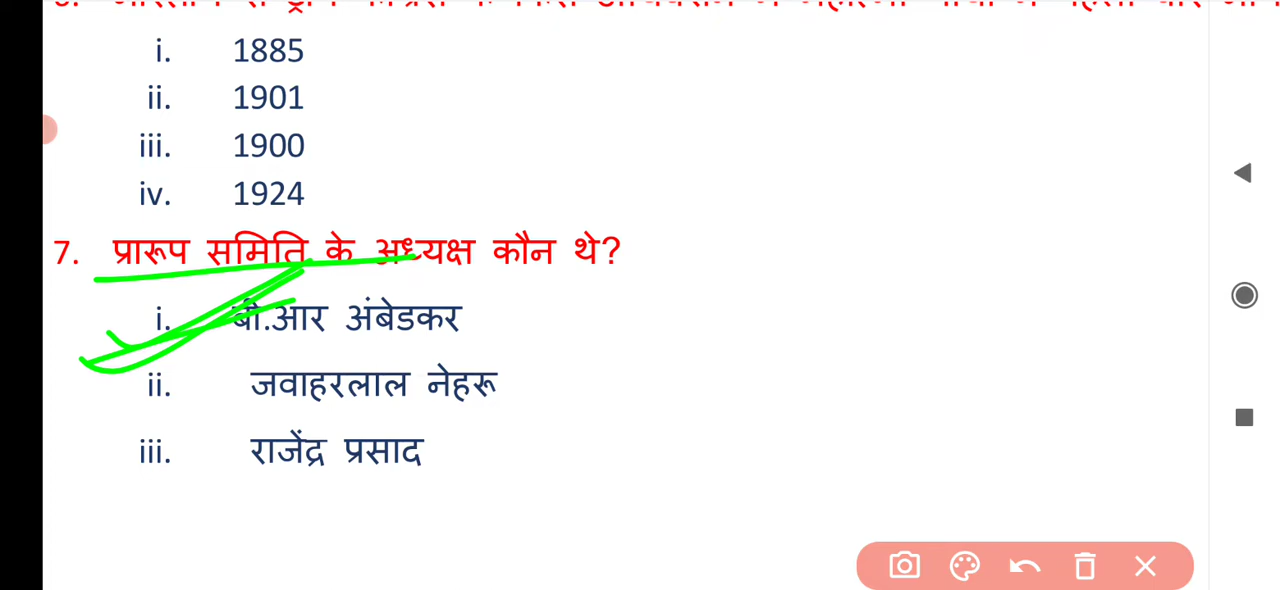 i. 1885
ii. 1901
iii. 1900
iv. 1924
7. प्रारूप समिति के अध्यक्ष कौन थे?
i. बी.आर अंबेडकर
ii. जवाहरलाल नेहरू
iii. राजेंद्र प्रसाद